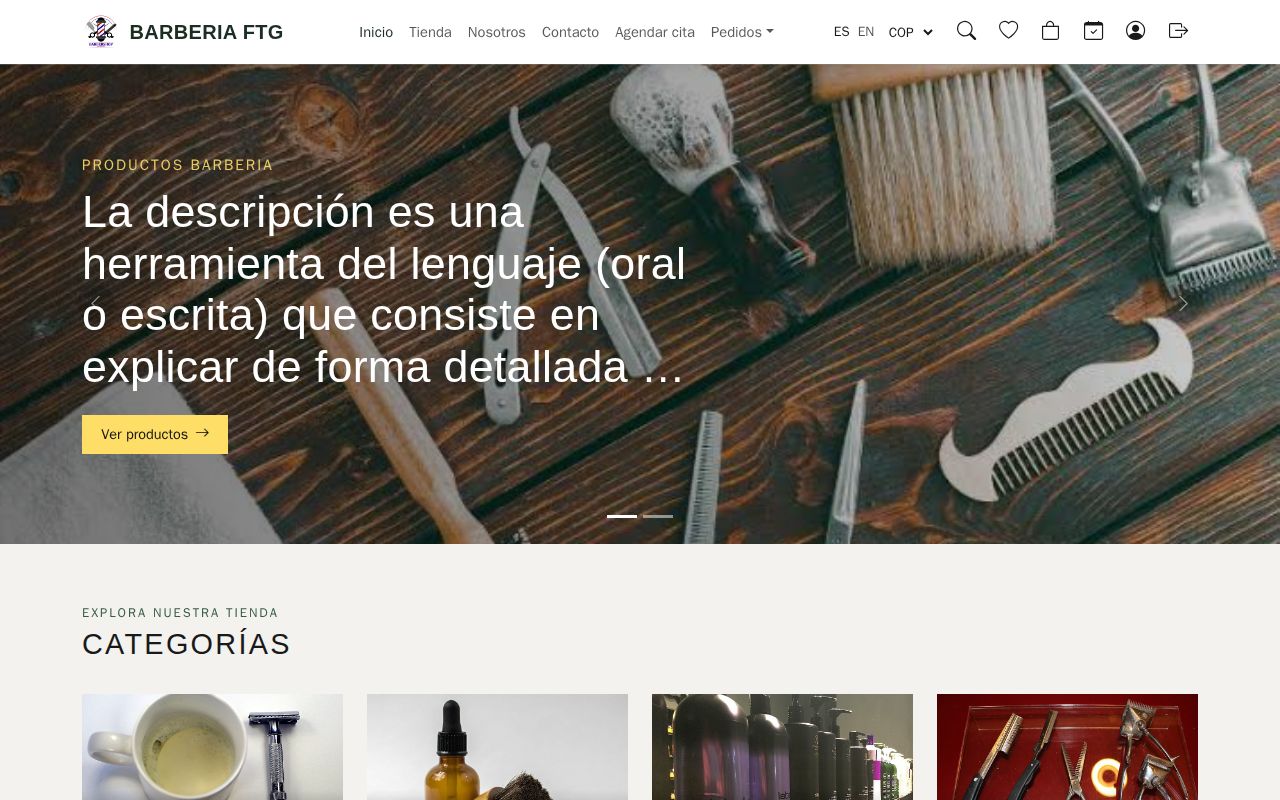 BARBERIA FTG
Inicio Tienda Nosotros Contacto Agendar cita Pedidos
ES EN COP
PRODUCTOS BARBERIA
La descripción es una
herramienta del lenguaje (oral
o escrita) que consiste en
explicar de forma detallada …
Ver productos
EXPLORA NUESTRA TIENDA
CATEGORÍAS